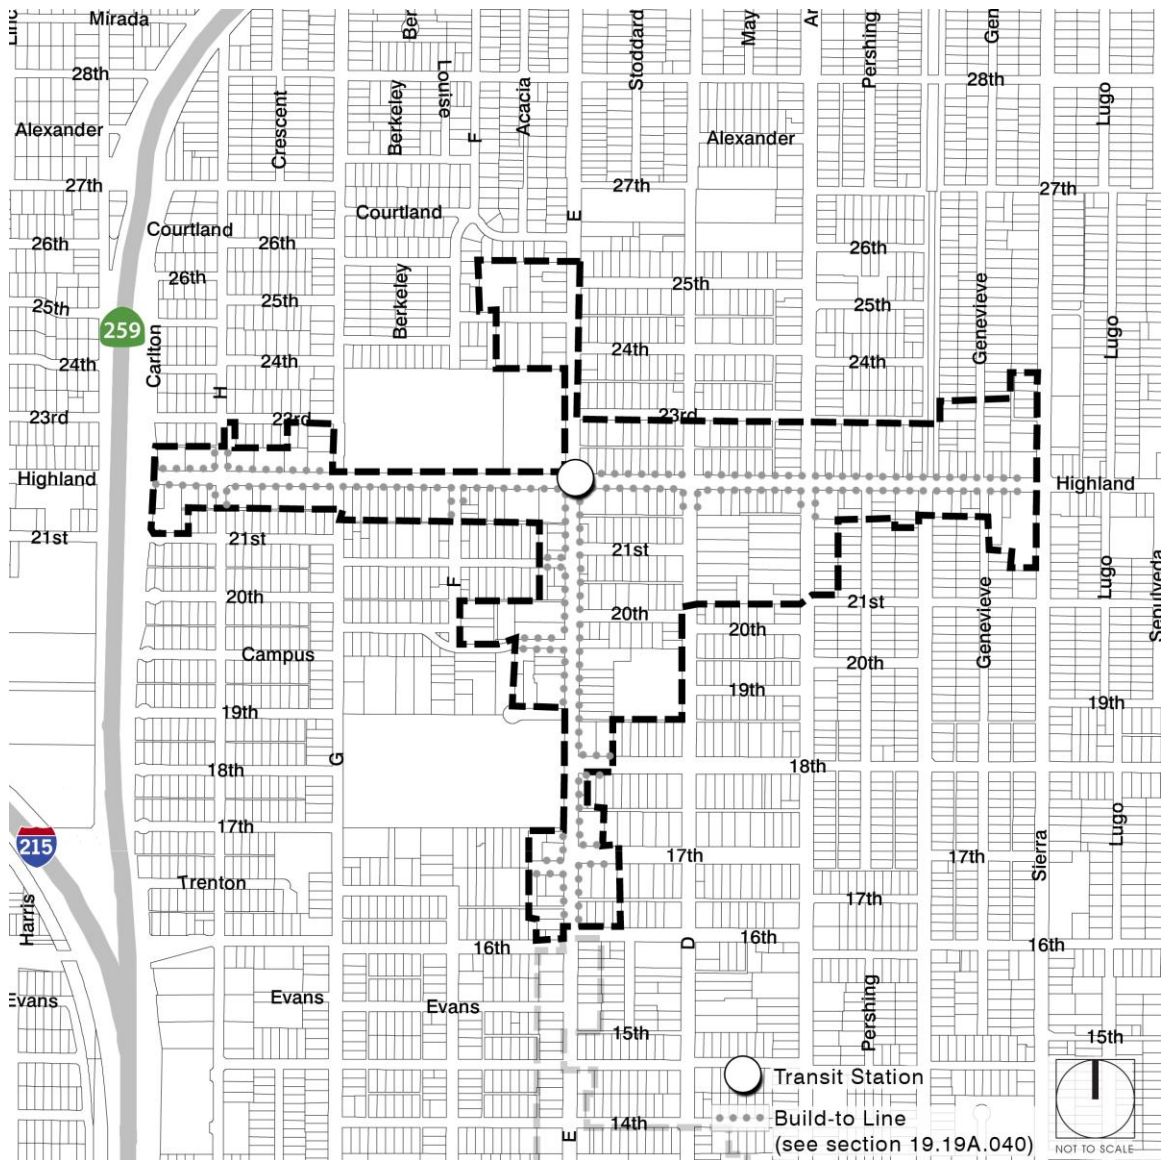 Mirada
28th
Alexander
27th
26th
25th
24th
23rd
Highland
21st
259
215
Harris
Evans
Crescent
Courtland
26th
26th
25th
24th
Carlton
H
23rd
21st
20th
Campus
19th
18th
17th
Trenton
G
Evans
Berkeley
Louise
F
Acacia
Courtland
Berkeley
E
F
16th
Evans
E
Stoddard
May
Pershing
Gen
28th
Lugo
Alexander
27th
27th
26th
25th
25th
24th
24th
23rd
Genevieve
Lugo
Highland
21st
20th
20th
19th
21st
20th
Genevieve
Lugo
Sepulveda
19th
18th
17th
17th
17th
Sierra
Lugo
D
16th
16th
Pershing
15th
15th
14th
Transit Station
Build-to Line
(see section 19.19A.040)
NOT TO SCALE